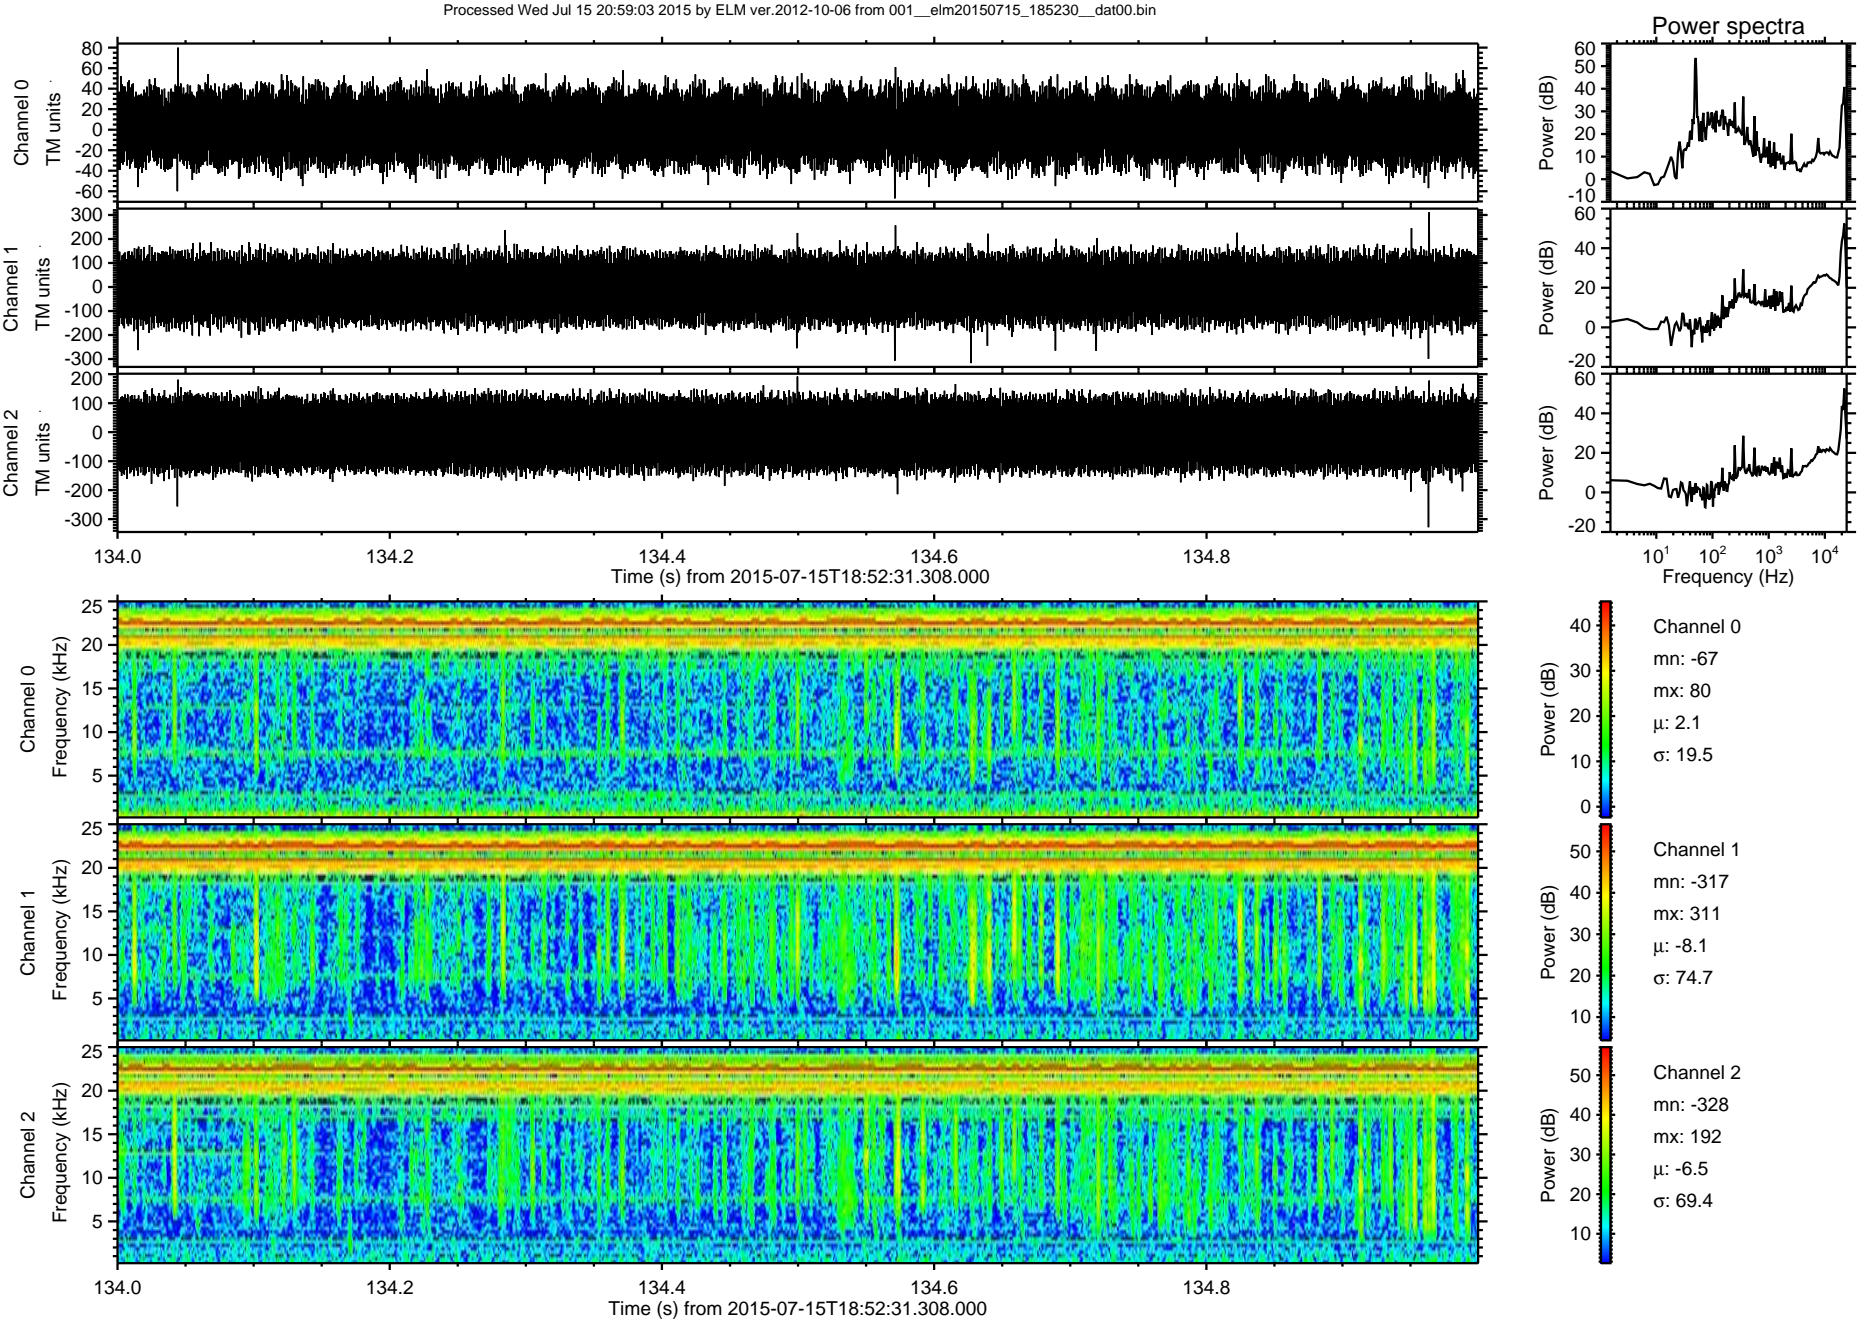 Processed Wed Jul 15 20:59:03 2015 by ELM ver.2012-10-06 from 001__elm20150715_185230__dat00.bin
Power spectra
Channel 0
TM units
80
60
40
20
0
-20
-40
-60
Power (dB)
60
50
40
30
20
10
0
-10
Channel 1
TM units
300
200
100
0
-100
-200
-300
Power (dB)
60
40
20
0
-20
Channel 2
TM units
200
100
0
-100
-200
-300
Power (dB)
60
40
20
0
-20
134.0 134.2 134.4 134.6 134.8
Time (s) from 2015-07-15T18:52:31.308.000
10¹ 10² 10³ 10⁴
Frequency (Hz)
Channel 0
Frequency (kHz)
25
20
15
10
5
Power (dB)
40
30
20
10
0
Channel 0
mn: -67
mx: 80
μ: 2.1
σ: 19.5
Channel 1
Frequency (kHz)
25
20
15
10
5
Power (dB)
50
40
30
20
10
Channel 1
mn: -317
mx: 311
μ: -8.1
σ: 74.7
Channel 2
Frequency (kHz)
25
20
15
10
5
Power (dB)
50
40
30
20
10
Channel 2
mn: -328
mx: 192
μ: -6.5
σ: 69.4
134.0 134.2 134.4 134.6 134.8
Time (s) from 2015-07-15T18:52:31.308.000